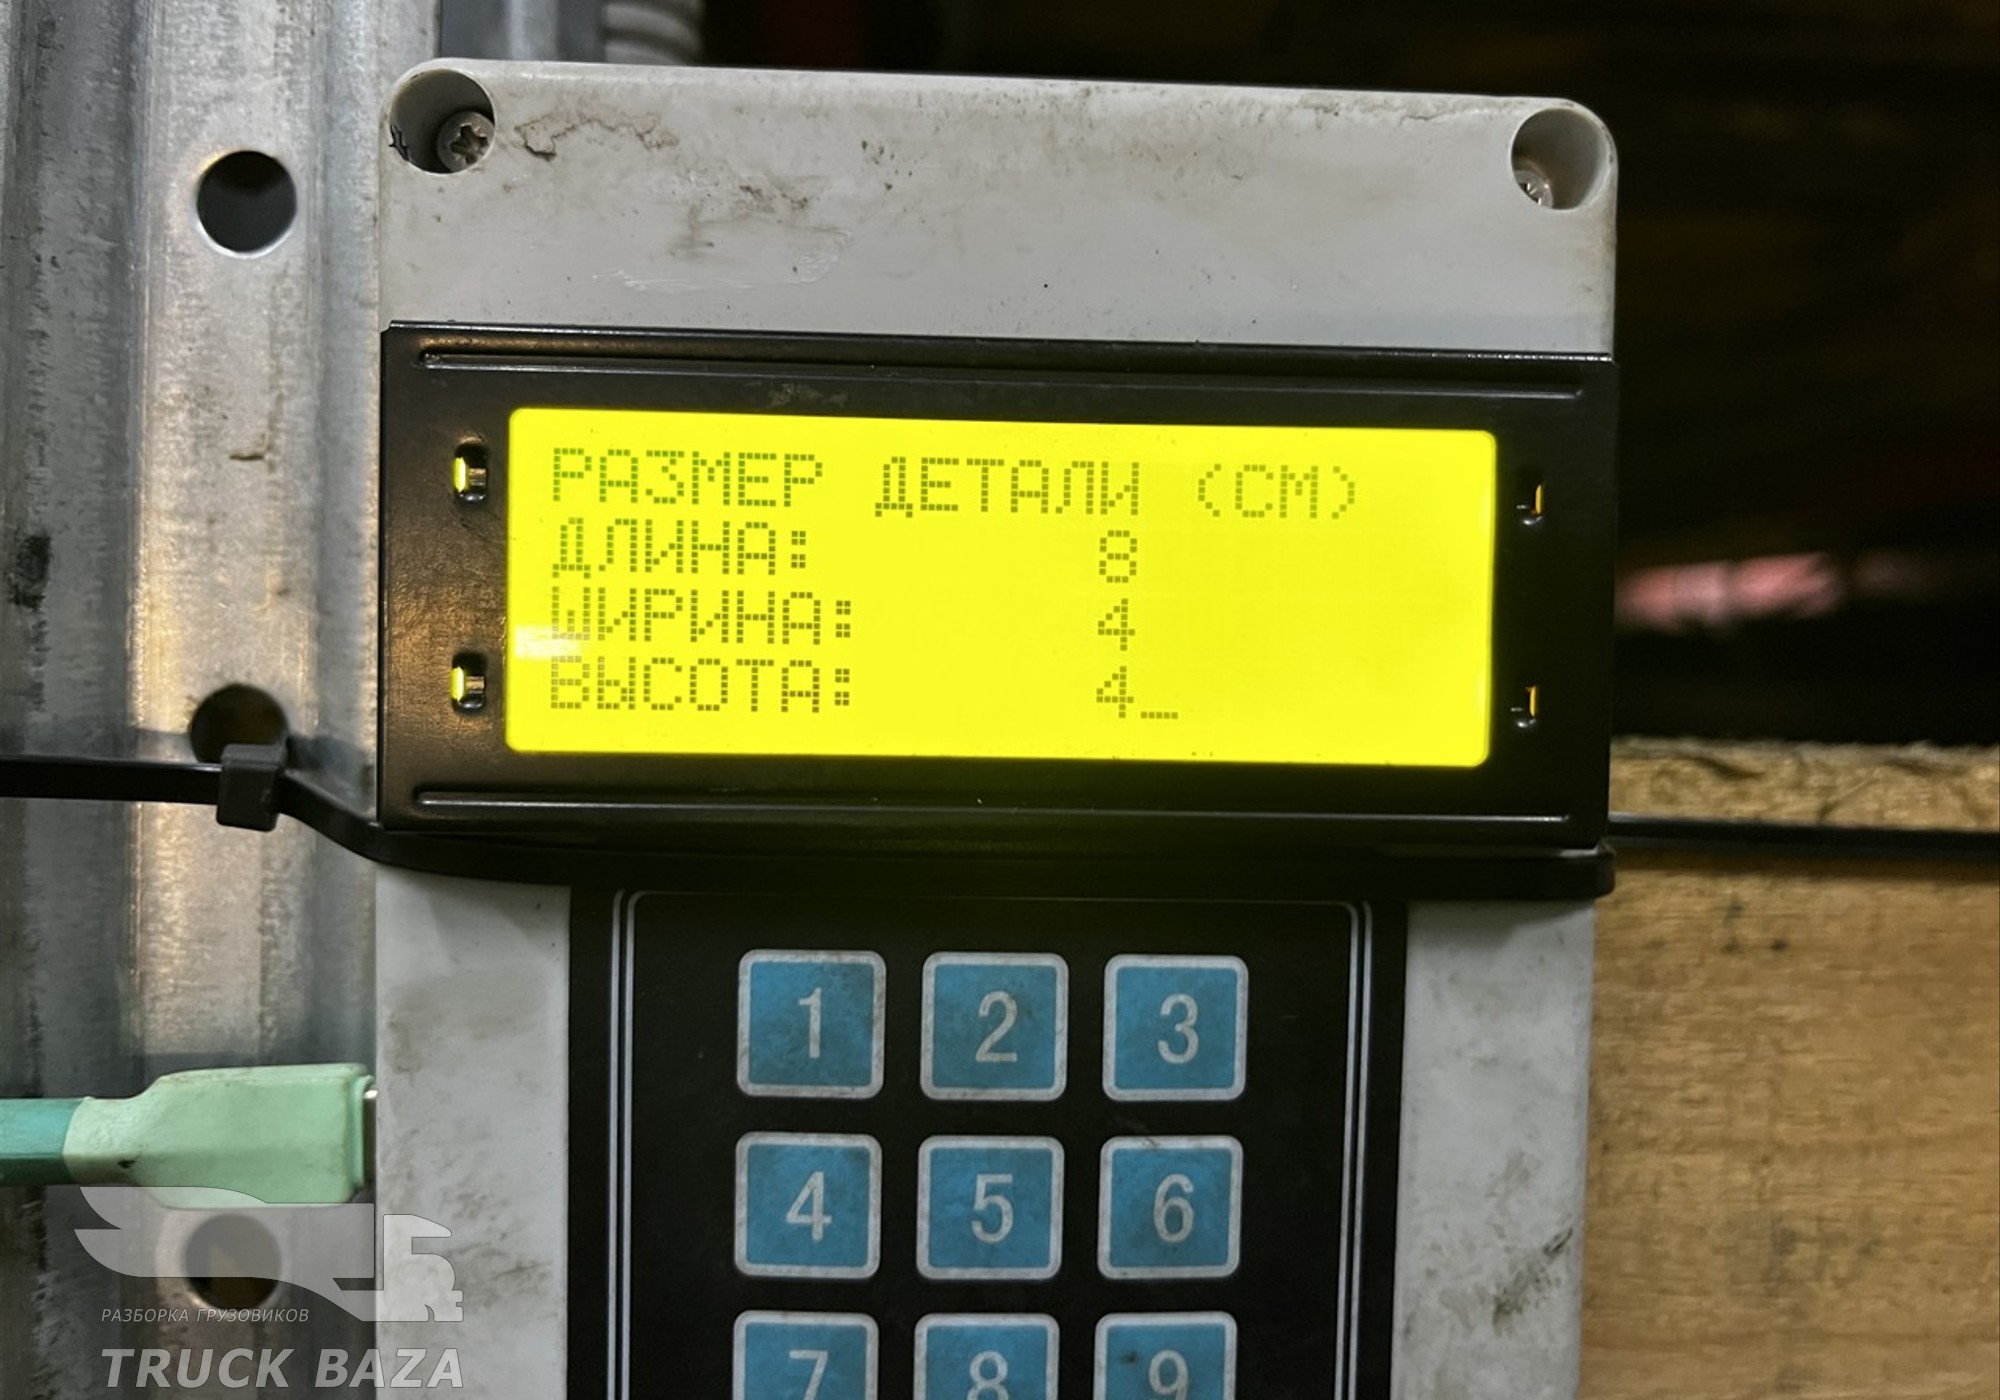 РАЗМЕР ДЕТАЛИ (СМ)
ДЛИНА: 8
ШИРИНА: 4
ВЫСОТА: 4_
1 2 3
4 5 6
7 8 9
РАЗБОРКА ГРУЗОВИКОВ
TRUCK BAZA